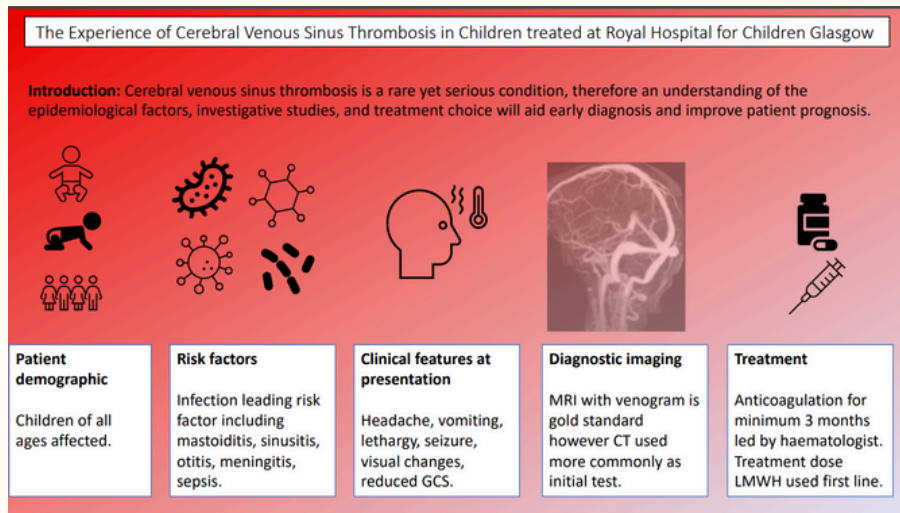 The Experience of Cerebral Venous Sinus Thrombosis in Children treated at Royal Hospital for Children Glasgow
Introduction: Cerebral venous sinus thrombosis is a rare yet serious condition, therefore an understanding of the
epidemiological factors, investigative studies, and treatment choice will aid early diagnosis and improve patient prognosis.
Patient
demographic
Children of all
ages affected.
Risk factors
Infection leading risk
factor including
mastoiditis, sinusitis,
otitis, meningitis,
sepsis.
Clinical features at
presentation
Headache, vomiting,
lethargy, seizure,
visual changes,
reduced GCS.
Diagnostic imaging
MRI with venogram is
gold standard
however CT used
more commonly as
initial test.
Treatment
Anticoagulation for
minimum 3 months
led by haematologist.
Treatment dose
LMWH used first line.